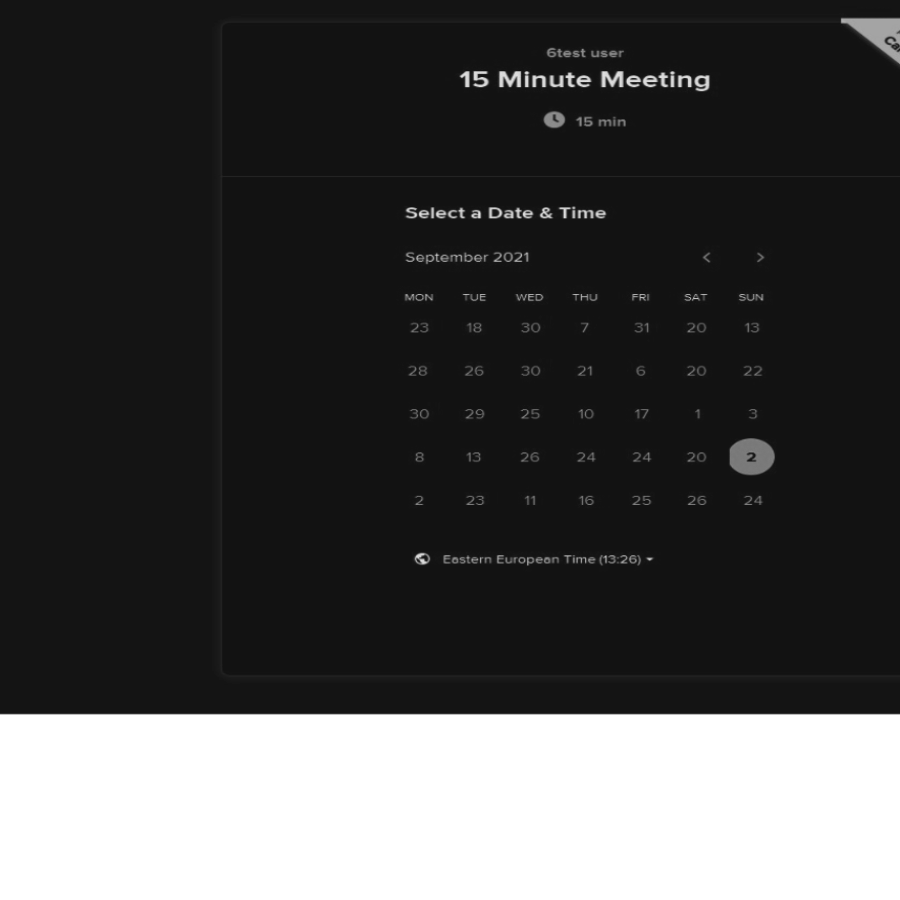 6test user
15 Minute Meeting
15 min
Select a Date & Time
September 2021 < >
MON TUE WED THU FRI SAT SUN
23 18 30 7 31 20 13
28 26 30 21 6 20 22
30 29 25 10 17 1 3
8 13 26 24 24 20 2
2 23 11 16 25 26 24
Eastern European Time (13:26)